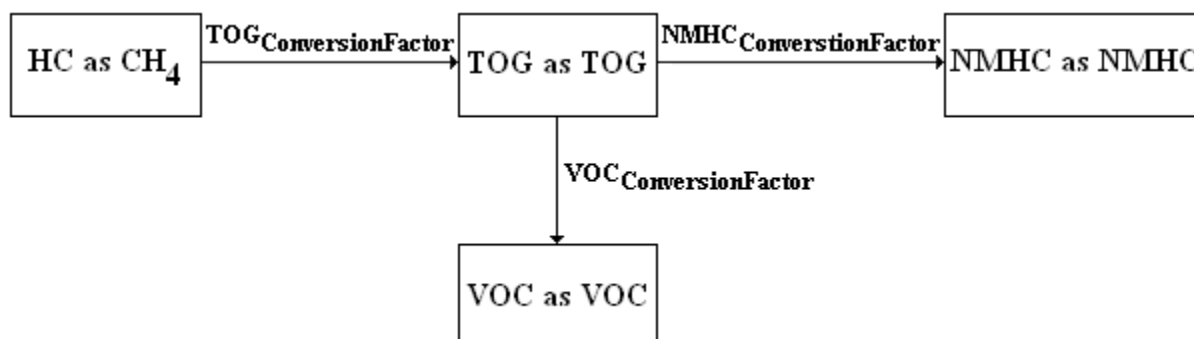 HC as CH4
TOGConversionFactor
TOG as TOG
NMHCConverstionFactor
NMHC as NMHC
VOCConversionFactor
VOC as VOC